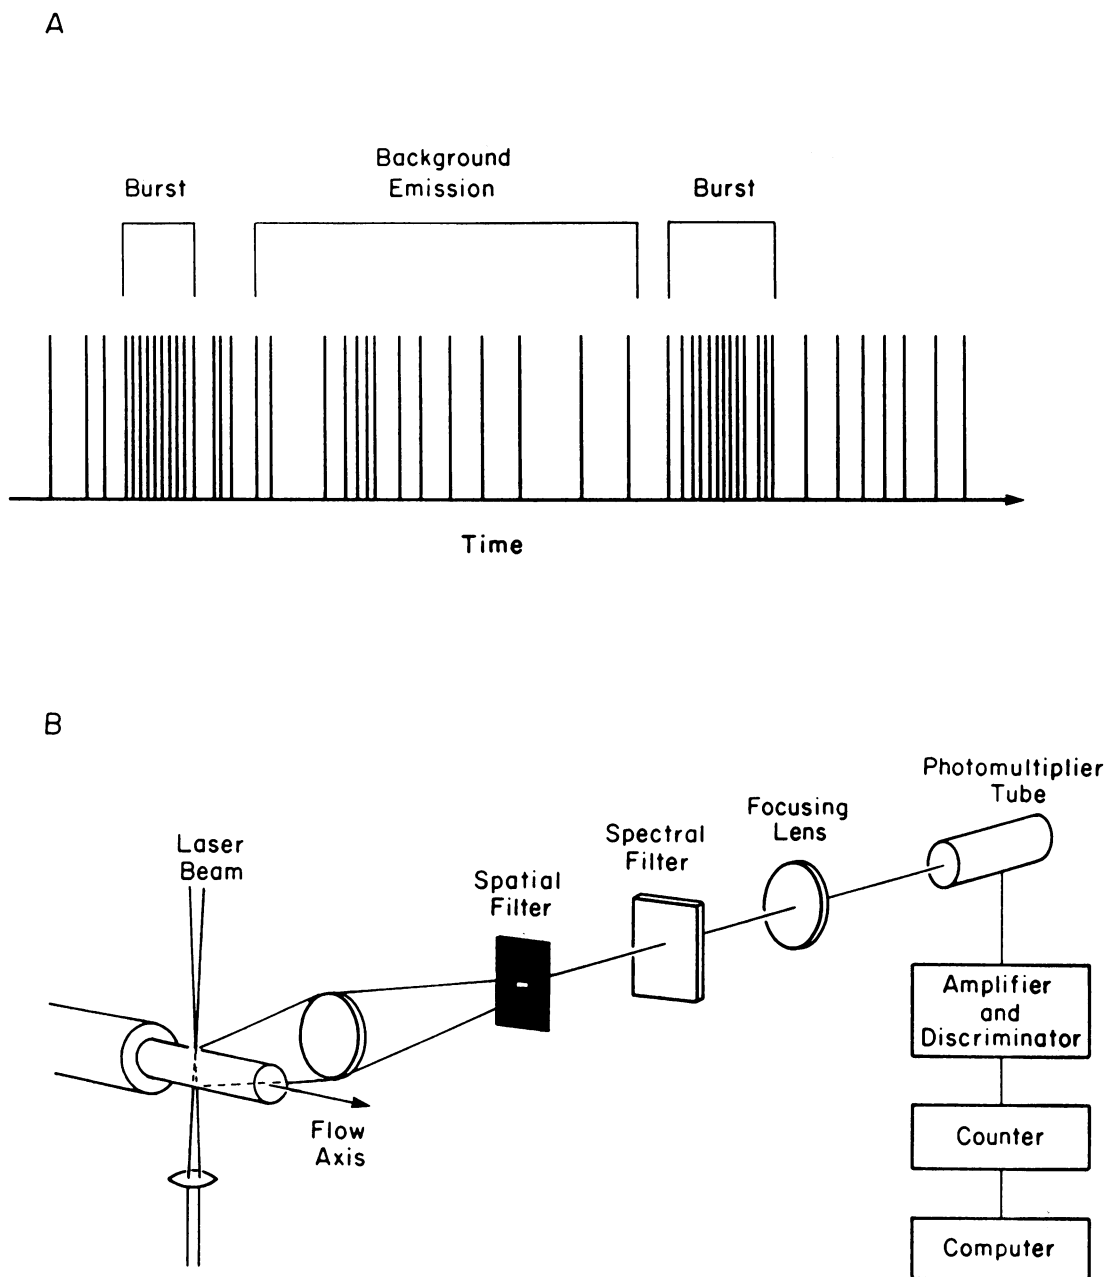 A
Burst
Background
Emission
Burst
Time
B
Laser
Beam
Spatial
Filter
Spectral
Filter
Focusing
Lens
Photomultiplier
Tube
Flow
Axis
Amplifier
and
Discriminator
Counter
Computer